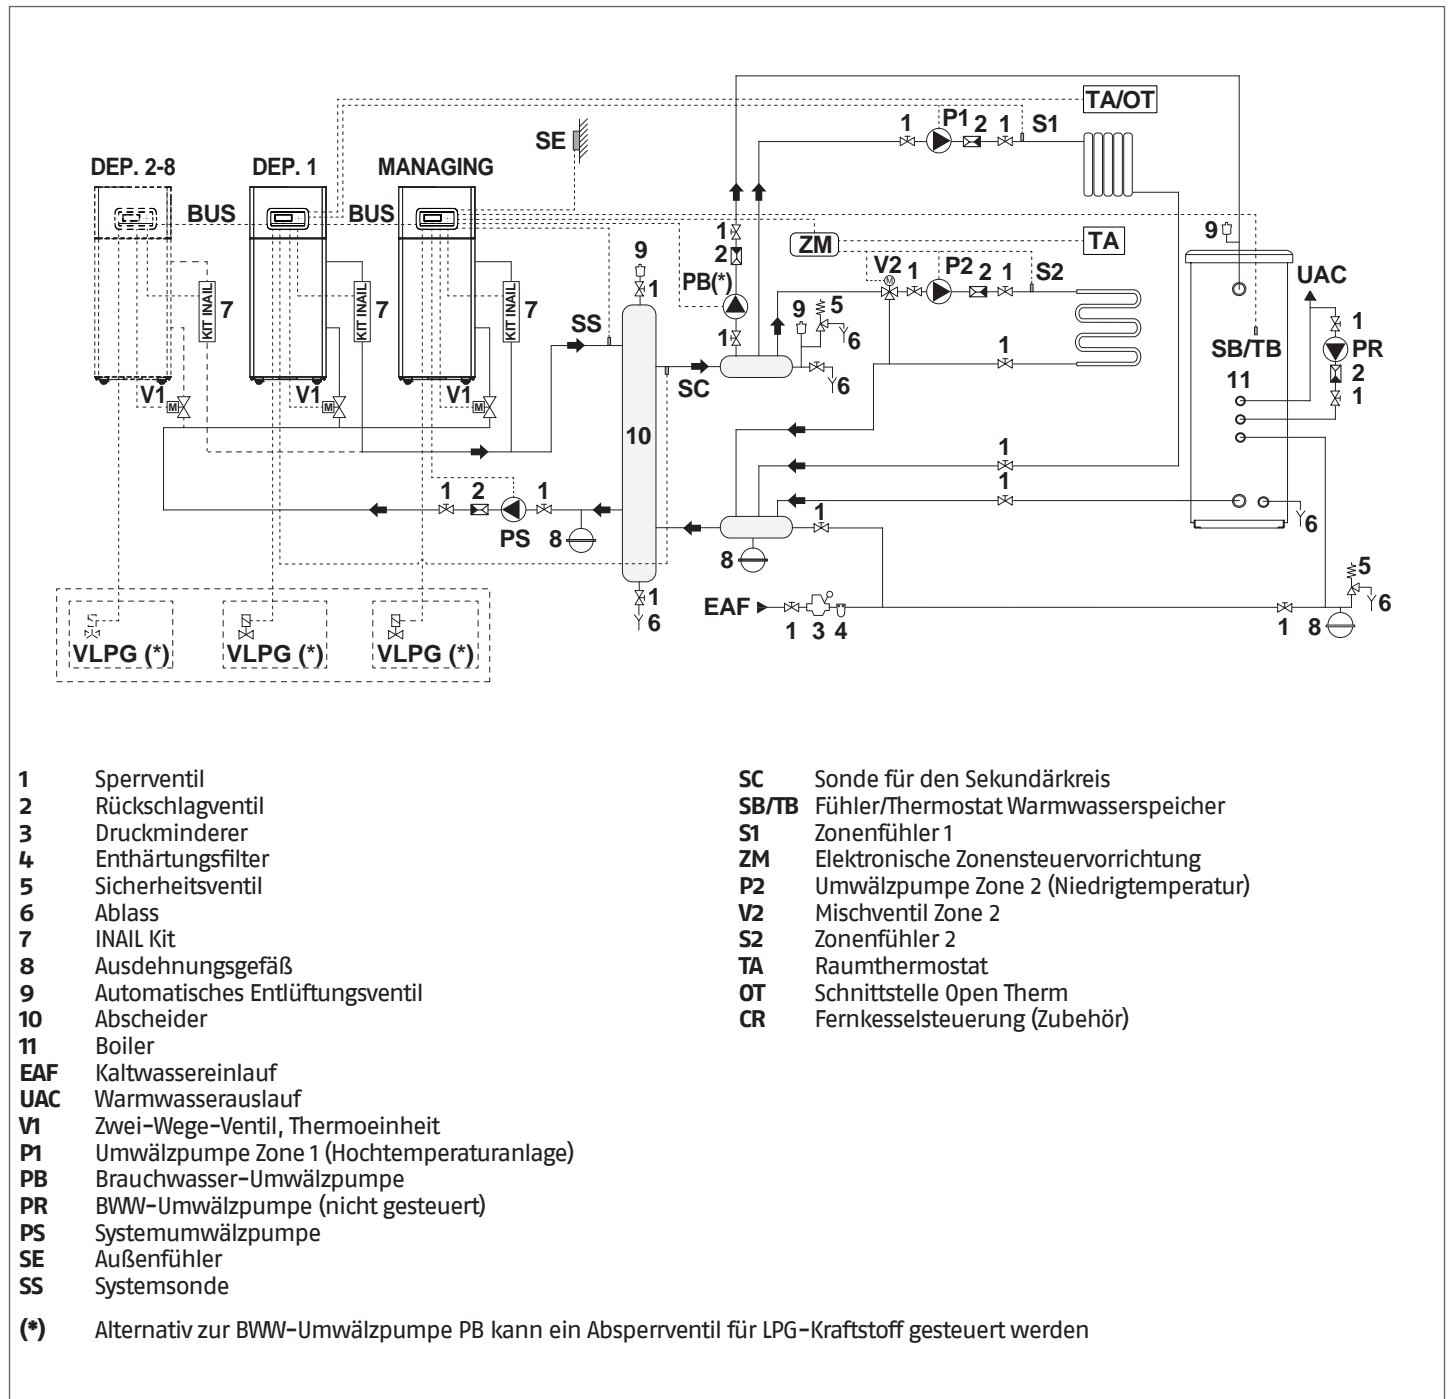 TA/OT
1 P1 2 1 S1
SE
DEP. 2-8 DEP. 1 MANAGING
BUS BUS
1
2
PB(*)
1
9
1
ZM
TA
V2 1 P2 2 1 S2
9
UAC
KIT INAIL 7 KIT INAIL 7 KIT INAIL 7
SS
9 5
6
6
1
SC
SB/TB
11
1
PR
2
1
M V1 M V1 M V1
10
1
1
1 2 1
PS 8
8
1
6
1
6
EAF
1 3 4
1 8
5
6
VLPG (*) VLPG (*) VLPG (*)
1 Sperrventil
2 Rückschlagventil
3 Druckminderer
4 Enthärtungsfilter
5 Sicherheitsventil
6 Ablass
7 INAIL Kit
8 Ausdehnungsgefäß
9 Automatisches Entlüftungsventil
10 Abscheider
11 Boiler
EAF Kaltwassereinlauf
UAC Warmwasserauslauf
V1 Zwei-Wege-Ventil, Thermoeinheit
P1 Umwälzpumpe Zone 1 (Hochtemperaturanlage)
PB Brauchwasser-Umwälzpumpe
PR BWW-Umwälzpumpe (nicht gesteuert)
PS Systemumwälzpumpe
SE Außenfühler
SS Systemsonde
SC Sonde für den Sekundärkreis
SB/TB Fühler/Thermostat Warmwasserspeicher
S1 Zonenfühler 1
ZM Elektronische Zonensteuervorrichtung
P2 Umwälzpumpe Zone 2 (Niedrigtemperatur)
V2 Mischventil Zone 2
S2 Zonenfühler 2
TA Raumthermostat
OT Schnittstelle Open Therm
CR Fernkesselsteuerung (Zubehör)
(*) Alternativ zur BWW-Umwälzpumpe PB kann ein Absperrventil für LPG-Kraftstoff gesteuert werden